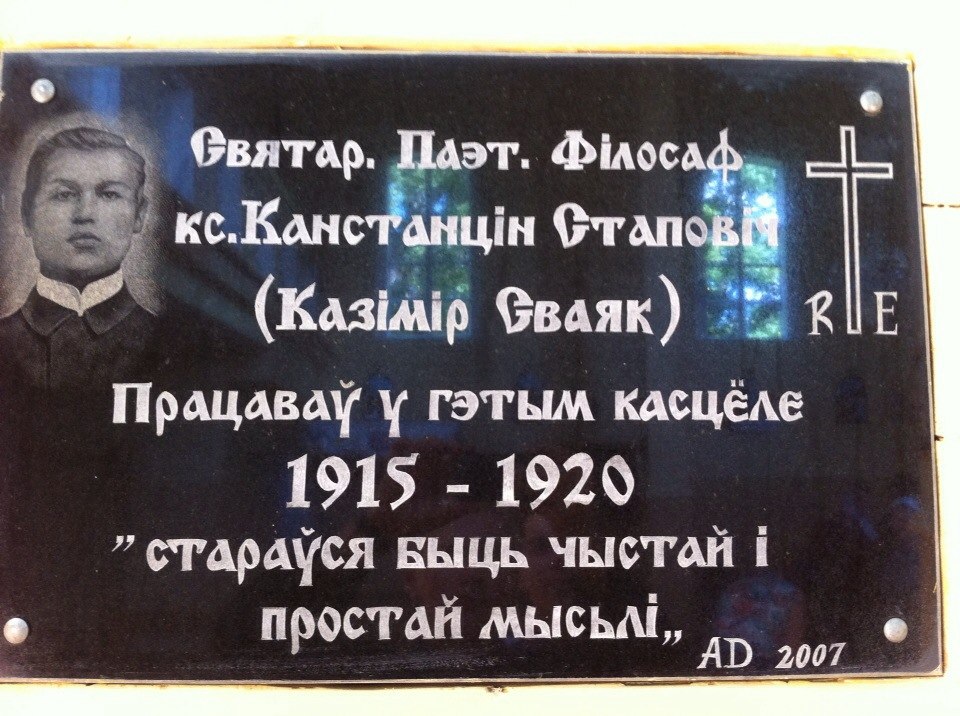 Святар. Паэт. Філосаф
кс.Канстанцін Стаповіч
(Казімір Сваяк)
R E
Працаваў у гэтым касцёле
1915 - 1920
"стараўся быць чыстай і
простай мысьлі„
AD 2007